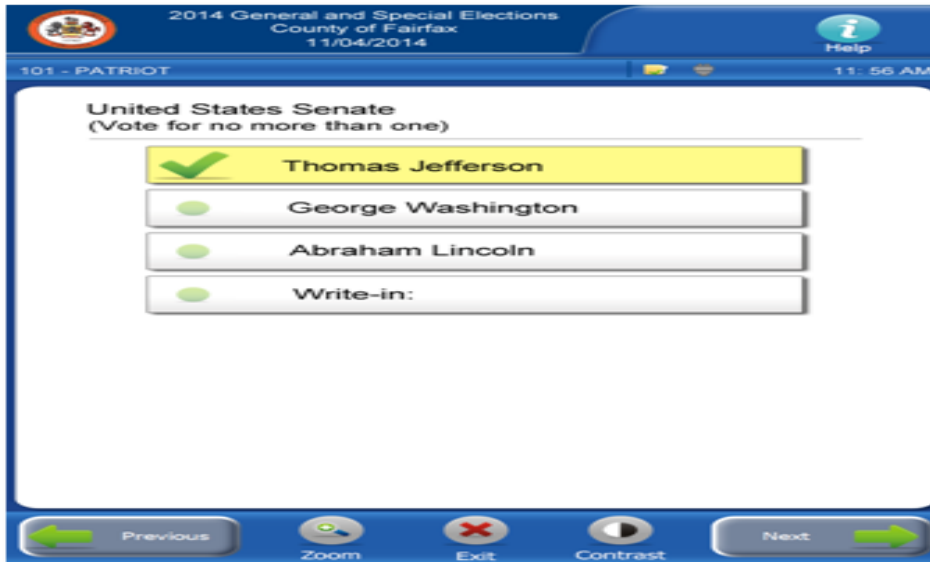 2014 General and Special Elections
County of Fairfax
11/04/2014
Help
101 - PATRIOT
11: 56 AM
United States Senate
(Vote for no more than one)
Thomas Jefferson
George Washington
Abraham Lincoln
Write-in:
Previous
Zoom
Exit
Contrast
Next